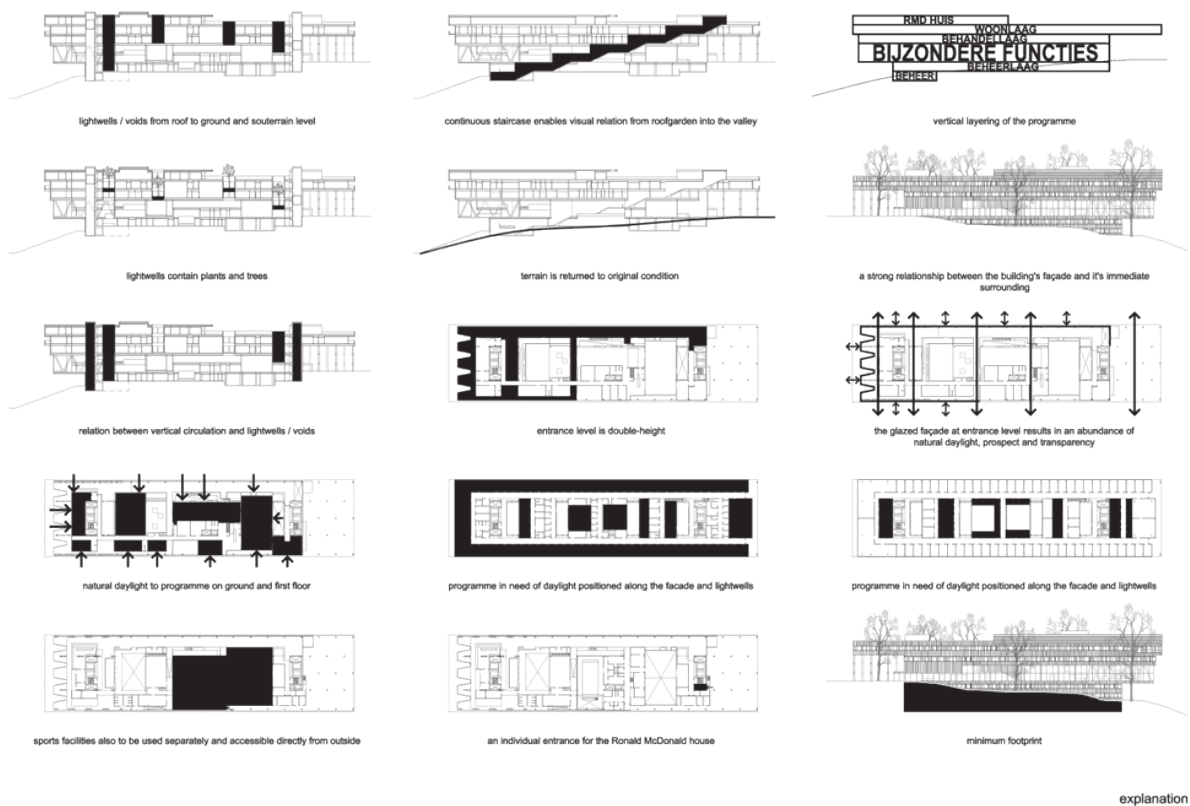 RMD HUIS
WOONLAAG
BEHANDELLAAG
BIJZONDERE FUNCTIES
BEHEERLAAG
BEHEER
lightwells / voids from roof to ground and souterrain level
continuous staircase enables visual relation from roofgarden into the valley
vertical layering of the programme
lightwells contain plants and trees
terrain is returned to original condition
a strong relationship between the building's façade and it's immediate
surrounding
relation between vertical circulation and lightwells / voids
entrance level is double-height
the glazed façade at entrance level results in an abundance of
natural daylight, prospect and transparency
natural daylight to programme on ground and first floor
programme in need of daylight positioned along the facade and lightwells
programme in need of daylight positioned along the facade and lightwells
sports facilities also to be used separately and accessible directly from outside
an individual entrance for the Ronald McDonald house
minimum footprint
explanation